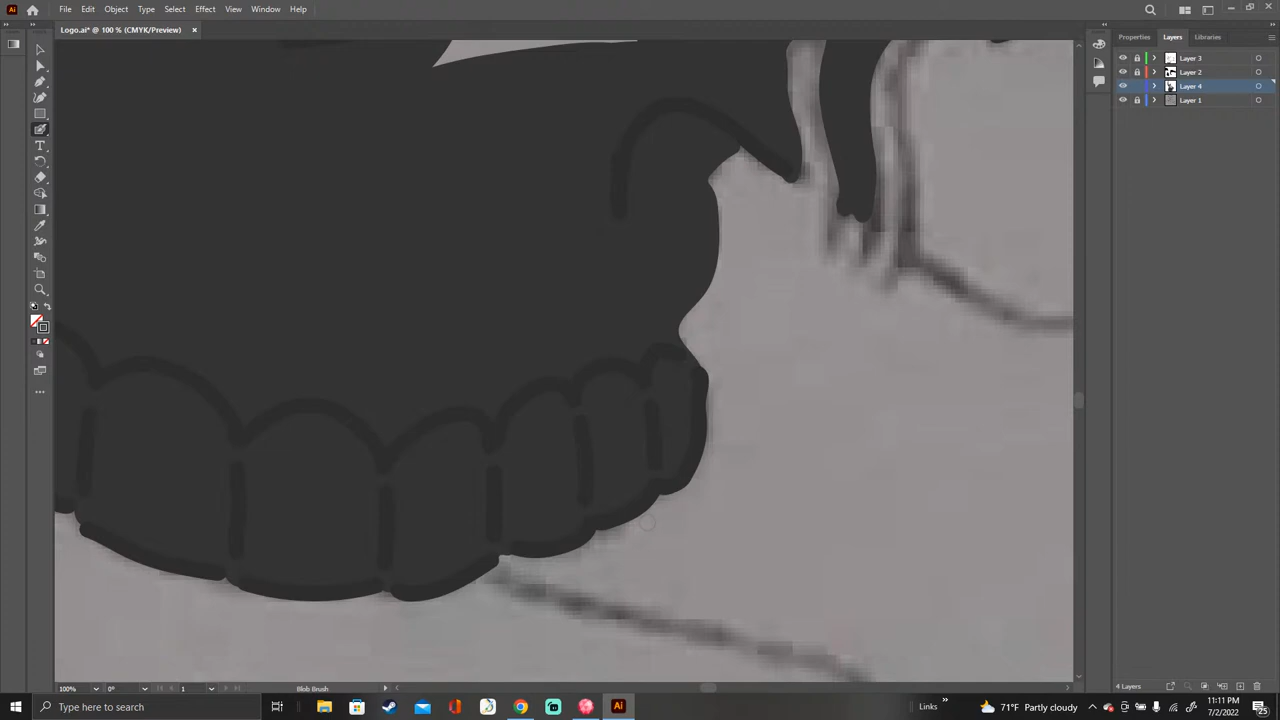 Ai File Edit Object Type Select Effect View Window Help
Logo.ai* @ 100 % (CMYK/Preview) ×
Properties Layers Libraries
Layer 3
Layer 2
Layer 4
Layer 1
4 Layers
100% 0° 1 Blob Brush
Type here to search
Ai
Links »
71°F Partly cloudy
11:11 PM
7/2/2022